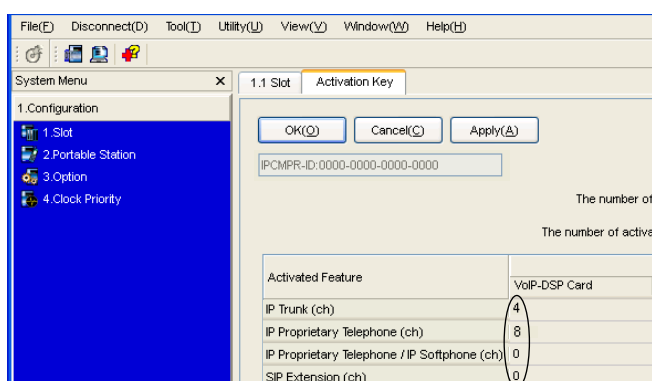 File(F) Disconnect(D) Tool(T) Utility(U) View(V) Window(W) Help(H)
System Menu X
1.1 Slot Activation Key
1.Configuration
1.Slot
2.Portable Station
3.Option
4.Clock Priority
OK(O) Cancel(C) Apply(A)
IPCMPR-ID:0000-0000-0000-0000
The number of
The number of activa
Activated Feature
VoIP-DSP Card
IP Trunk (ch) 4
IP Proprietary Telephone (ch) 8
IP Proprietary Telephone / IP Softphone (ch) 0
SIP Extension (ch) 0